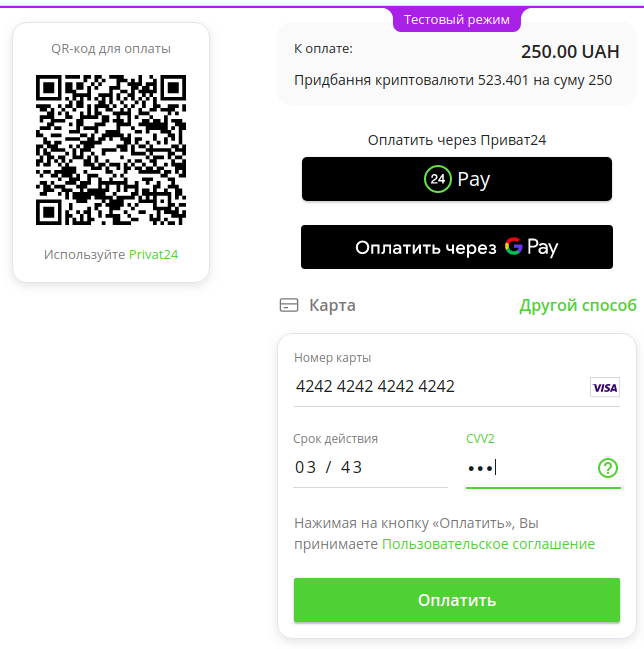 Тестовый режим
QR-код для оплаты
Используйте Privat24
К оплате:
250.00 UAH
Придбання криптовалюти 523.401 на суму 250
Оплатить через Приват24
24 Pay
Оплатить через G Pay
Карта
Другой способ
Номер карты
4242 4242 4242 4242
VISA
Срок действия
CVV2
03 / 43
•••
?
Нажимая на кнопку «Оплатить», Вы
принимаете Пользовательское соглашение
Оплатить